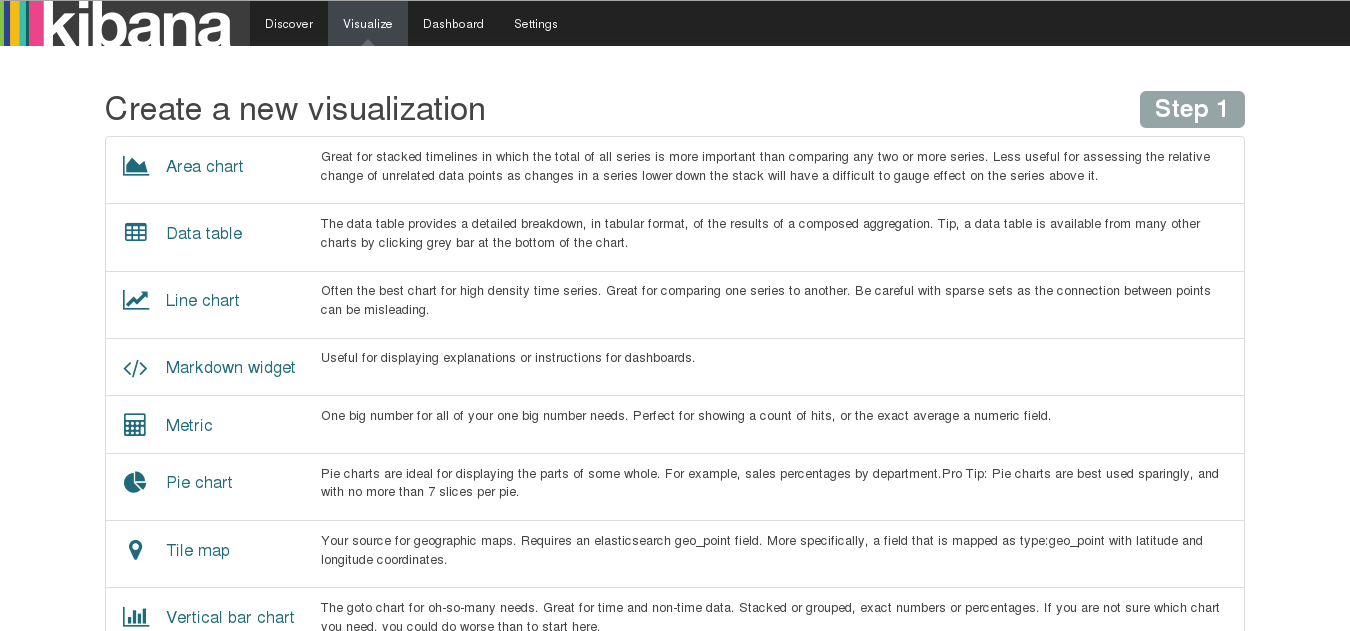 kibana
Discover
Visualize
Dashboard
Settings
Create a new visualization
Step 1
Area chart
Great for stacked timelines in which the total of all series is more important than comparing any two or more series. Less useful for assessing the relative
change of unrelated data points as changes in a series lower down the stack will have a difficult to gauge effect on the series above it.
Data table
The data table provides a detailed breakdown, in tabular format, of the results of a composed aggregation. Tip, a data table is available from many other
charts by clicking grey bar at the bottom of the chart.
Line chart
Often the best chart for high density time series. Great for comparing one series to another. Be careful with sparse sets as the connection between points
can be misleading.
Markdown widget
Useful for displaying explanations or instructions for dashboards.
Metric
One big number for all of your one big number needs. Perfect for showing a count of hits, or the exact average a numeric field.
Pie chart
Pie charts are ideal for displaying the parts of some whole. For example, sales percentages by department.Pro Tip: Pie charts are best used sparingly, and
with no more than 7 slices per pie.
Tile map
Your source for geographic maps. Requires an elasticsearch geo_point field. More specifically, a field that is mapped as type:geo_point with latitude and
longitude coordinates.
Vertical bar chart
The goto chart for oh-so-many needs. Great for time and non-time data. Stacked or grouped, exact numbers or percentages. If you are not sure which chart
you need, you could do worse than to start here.